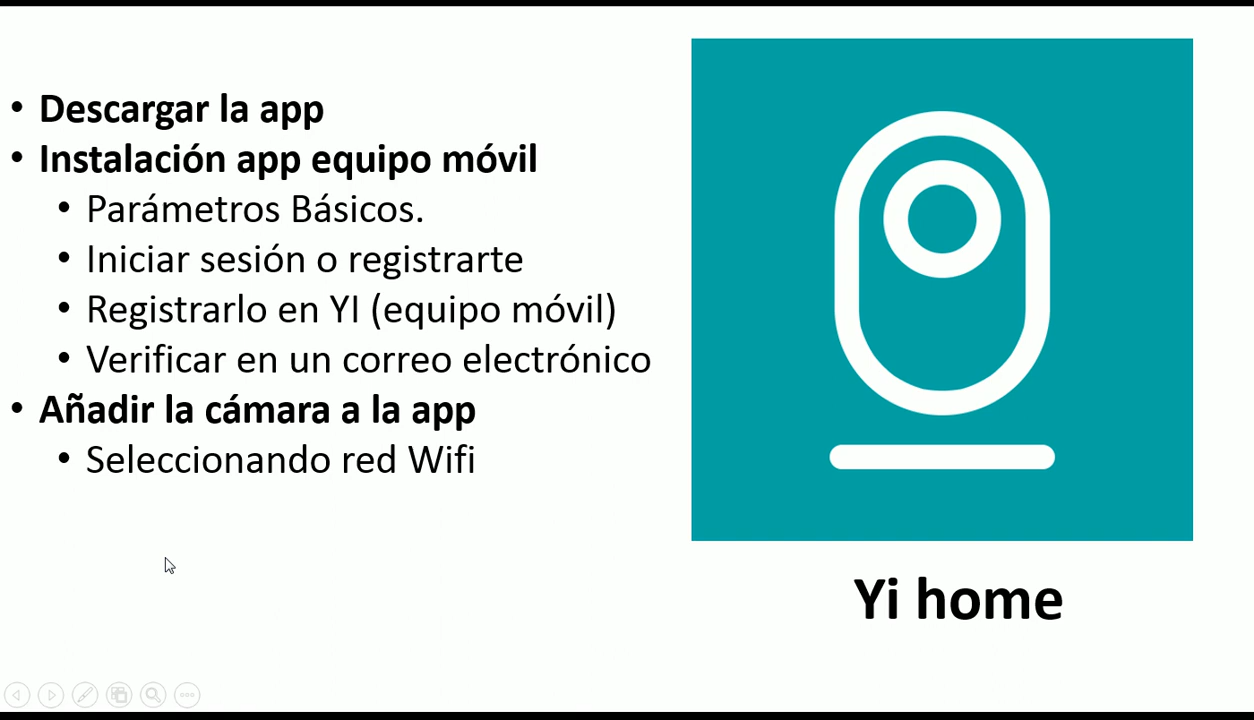 • Descargar la app
• Instalación app equipo móvil
• Parámetros Básicos.
• Iniciar sesión o registrarte
• Registrarlo en YI (equipo móvil)
• Verificar en un correo electrónico
• Añadir la cámara a la app
• Seleccionando red Wifi
Yi home